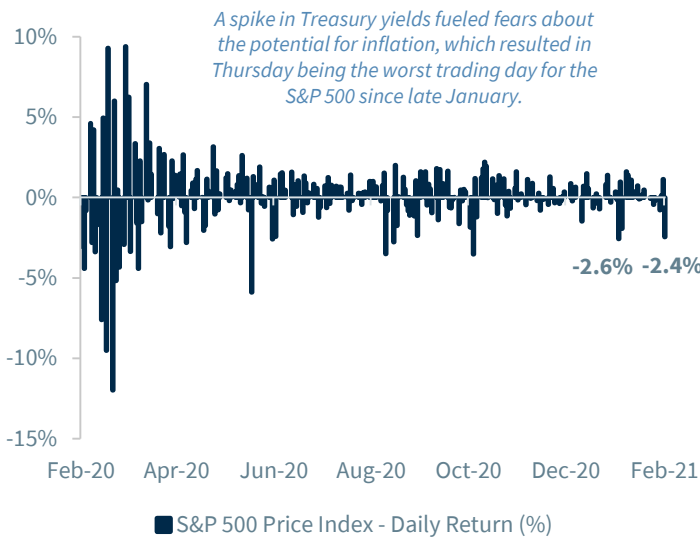 A spike in Treasury yields fueled fears about
the potential for inflation, which resulted in
Thursday being the worst trading day for the
S&P 500 since late January.
10%
5%
0%
-5%
-10%
-15%
-2.6% -2.4%
Feb-20 Apr-20 Jun-20 Aug-20 Oct-20 Dec-20 Feb-21
S&P 500 Price Index - Daily Return (%)